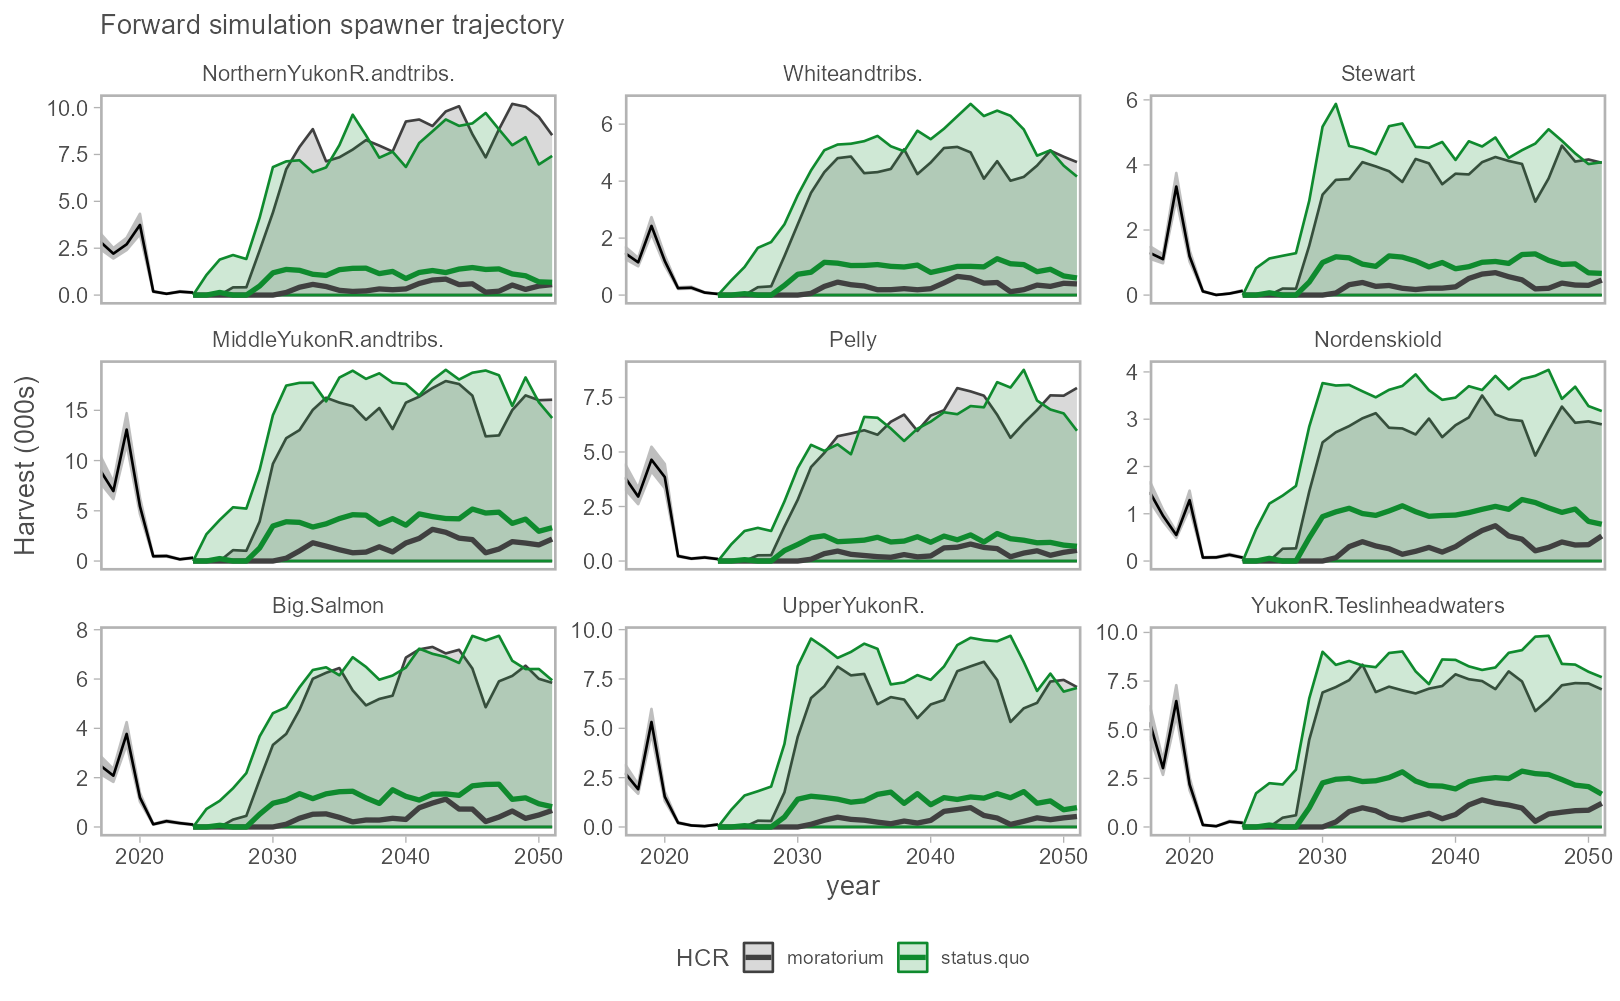 Forward simulation spawner trajectory
NorthernYukonR.andtribs.
Whiteandtribs.
Stewart
10.0
7.5
5.0
2.5
0.0
6
4
2
0
6
4
2
0
MiddleYukonR.andtribs.
Pelly
Nordenskiold
15
10
5
0
7.5
5.0
2.5
0.0
4
3
2
1
0
Harvest (000s)
Big.Salmon
UpperYukonR.
YukonR.Teslinheadwaters
8
6
4
2
0
10.0
7.5
5.0
2.5
0.0
10.0
7.5
5.0
2.5
0.0
2020 2030 2040 2050
2020 2030 2040 2050
2020 2030 2040 2050
year
HCR moratorium status.quo